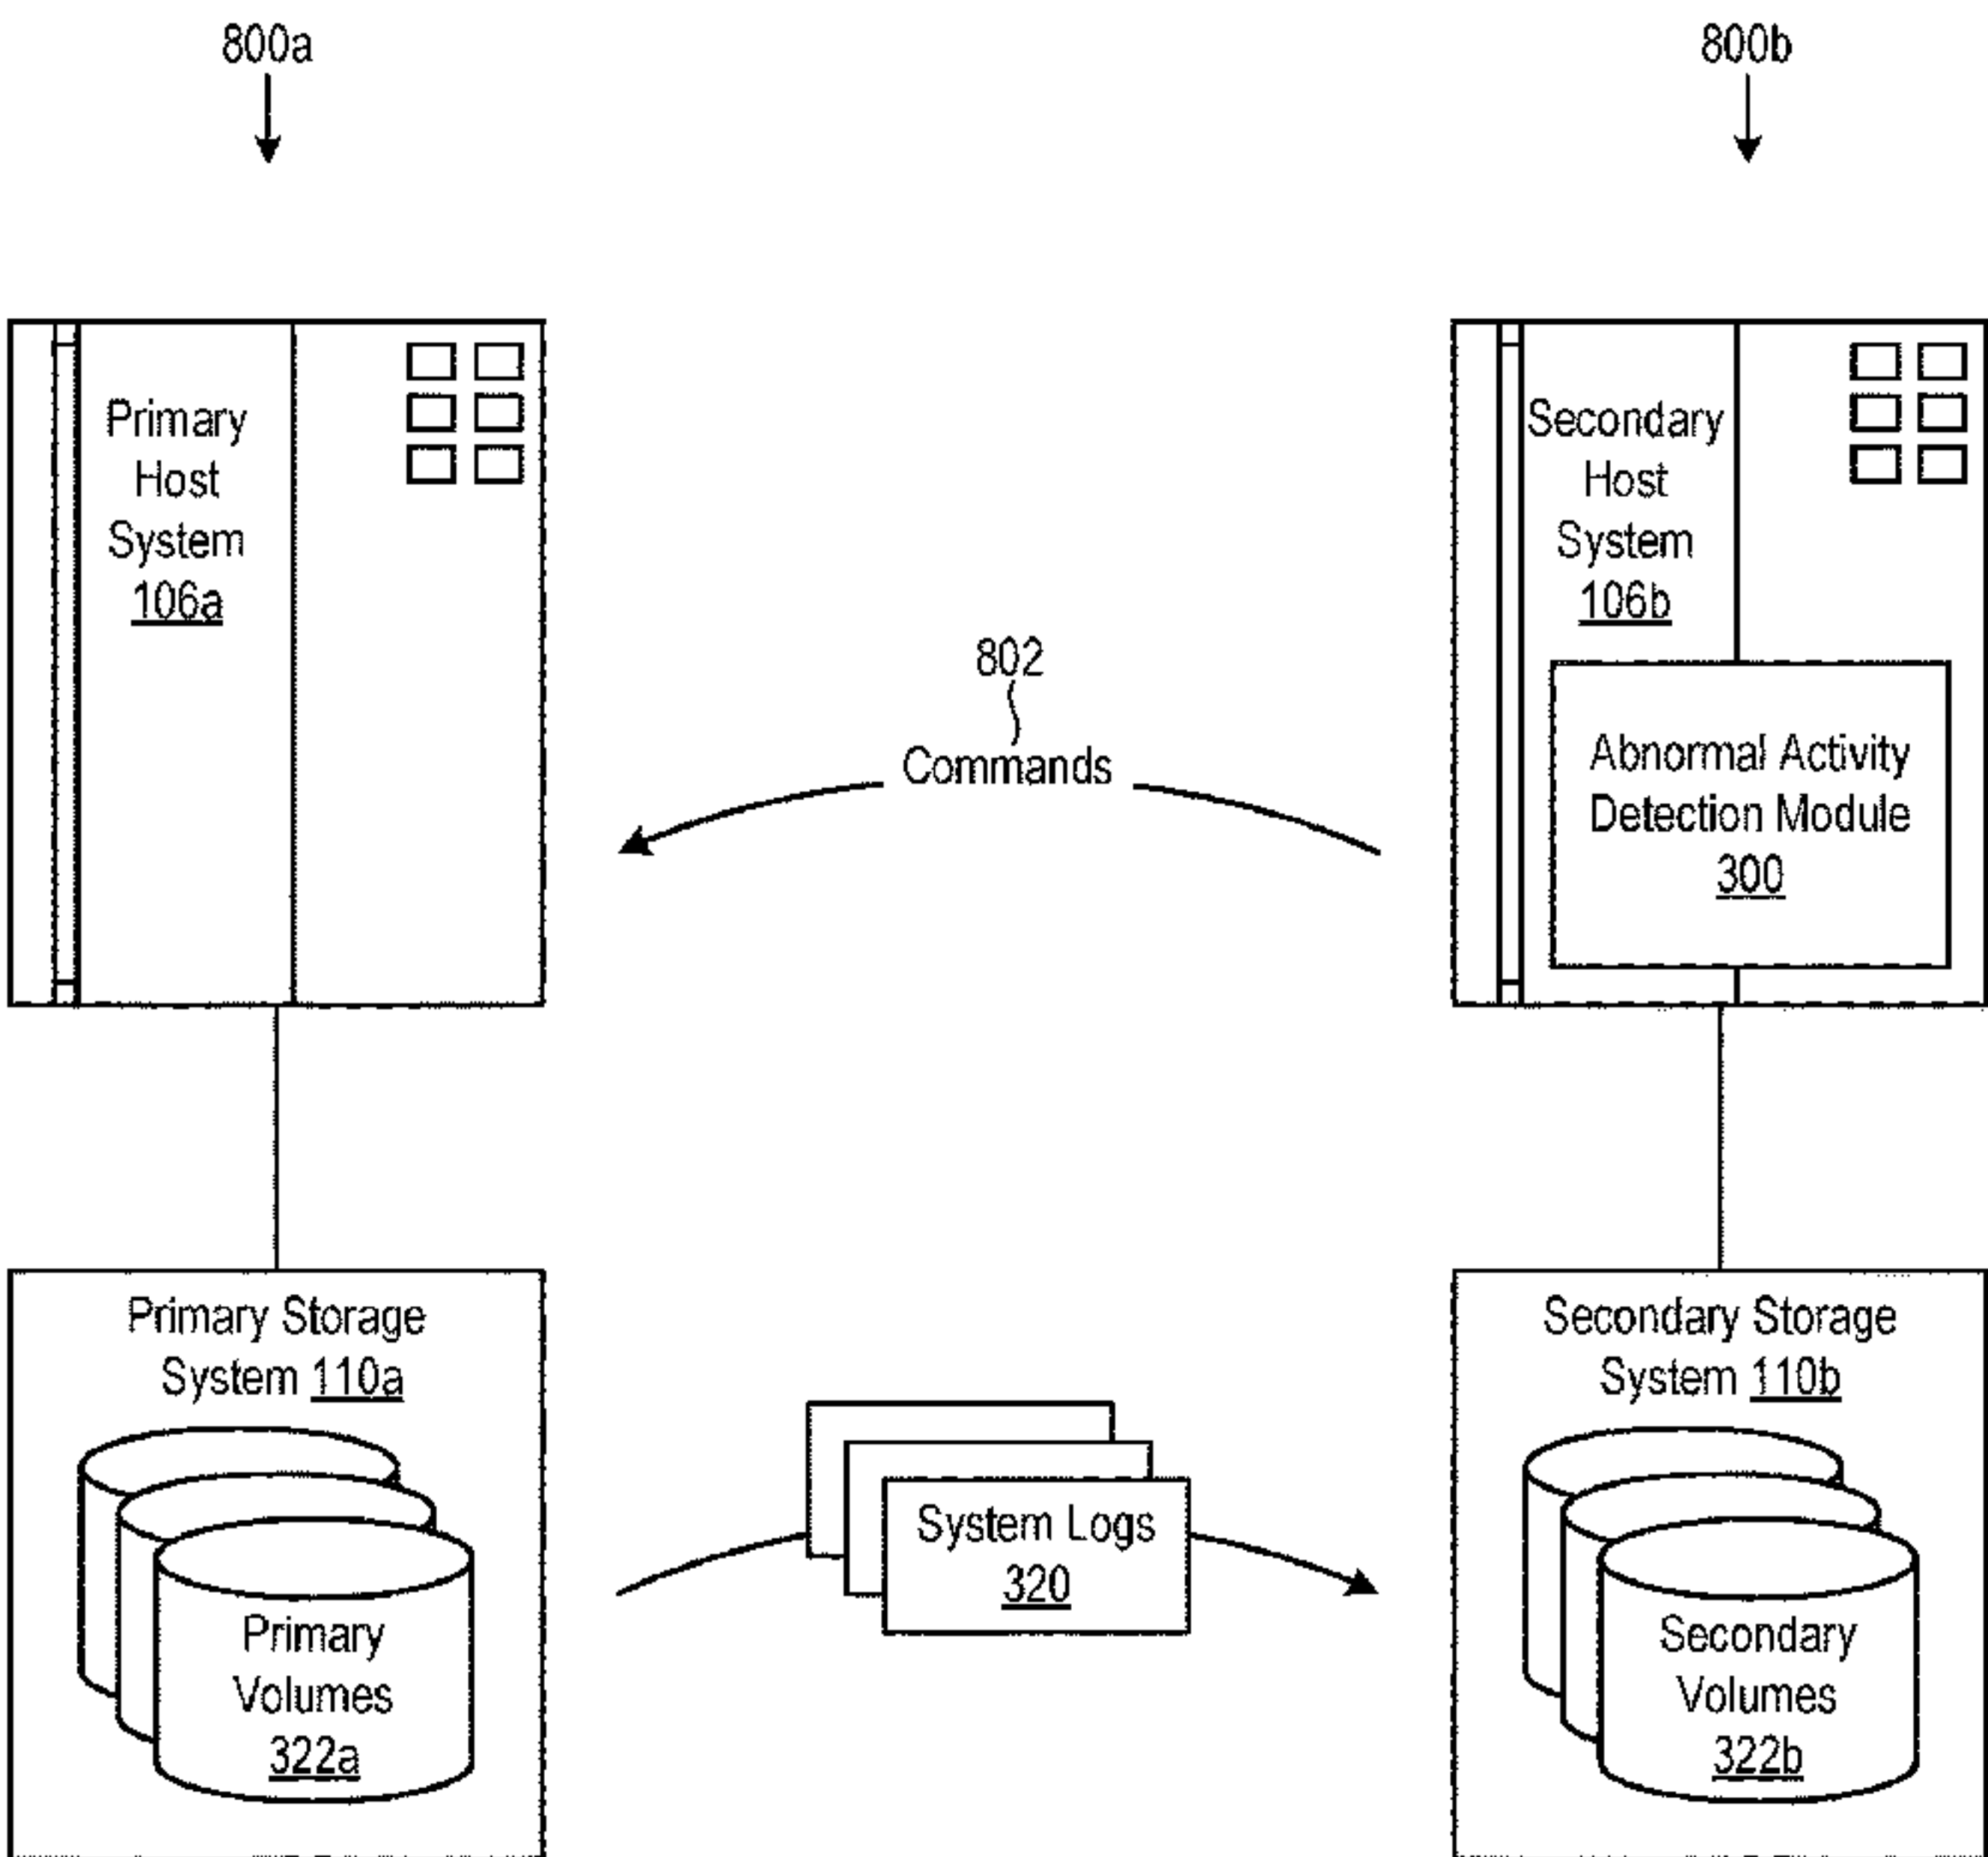 800a
800b
Primary
Host
System
106a
Secondary
Host
System
106b
802
Commands
Abnormal Activity
Detection Module
300
Primary Storage
System 110a
Secondary Storage
System 110b
System Logs
320
Primary
Volumes
322a
Secondary
Volumes
322b